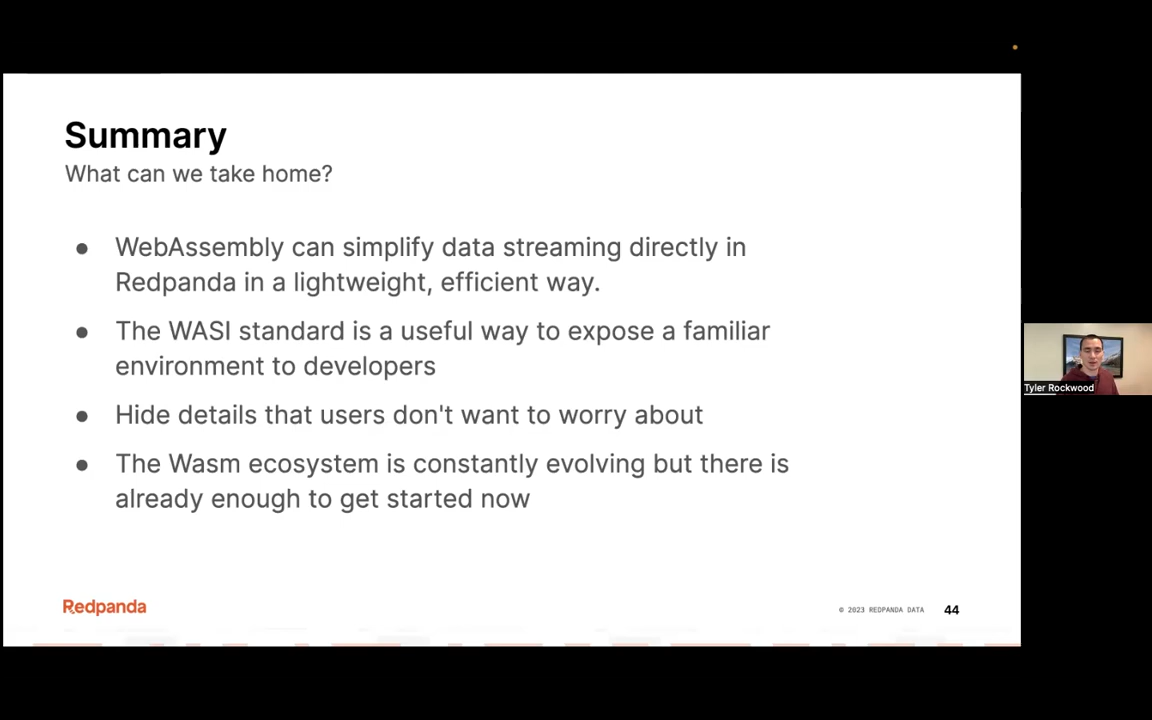 Summary
What can we take home?
● WebAssembly can simplify data streaming directly in
Redpanda in a lightweight, efficient way.
● The WASI standard is a useful way to expose a familiar
environment to developers
● Hide details that users don't want to worry about
● The Wasm ecosystem is constantly evolving but there is
already enough to get started now
Redpanda
© 2023 REDPANDA DATA 44
Tyler Rockwood